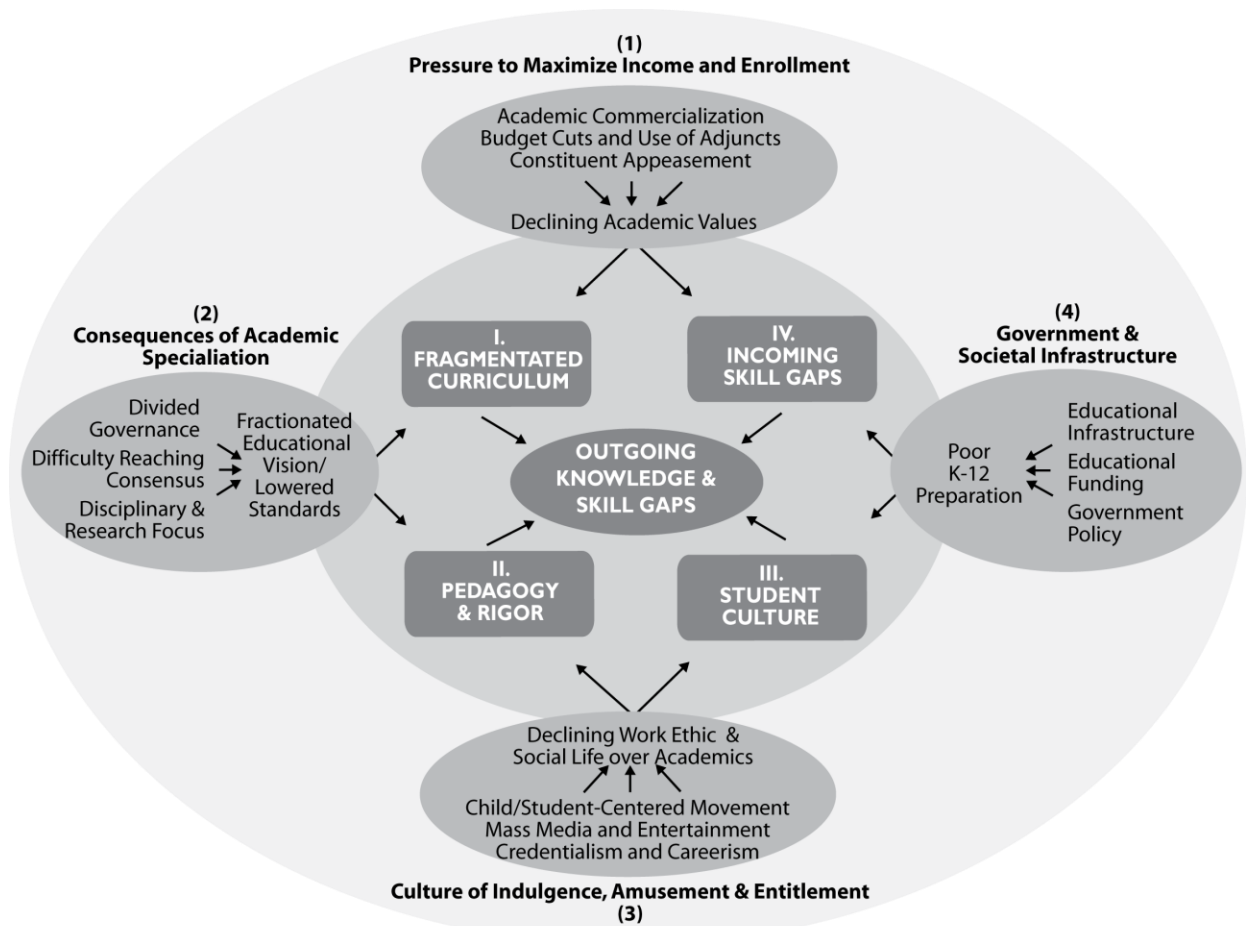 (1)
Pressure to Maximize Income and Enrollment
Academic Commercialization
Budget Cuts and Use of Adjuncts
Constituent Appeasement
Declining Academic Values
(2)
Consequences of Academic
Specialiation
Divided
Governance
Difficulty Reaching
Consensus
Disciplinary &
Research Focus
Fractionated
Educational
Vision/
Lowered
Standards
I.
FRAGMENTATED
CURRICULUM
IV.
INCOMING
SKILL GAPS
OUTGOING
KNOWLEDGE &
SKILL GAPS
II.
PEDAGOGY
& RIGOR
III.
STUDENT
CULTURE
(4)
Government &
Societal Infrastructure
Poor
K-12
Preparation
Educational
Infrastructure
Educational
Funding
Government
Policy
Declining Work Ethic &
Social Life over Academics
Child/Student-Centered Movement
Mass Media and Entertainment
Credentialism and Careerism
Culture of Indulgence, Amusement & Entitlement
(3)